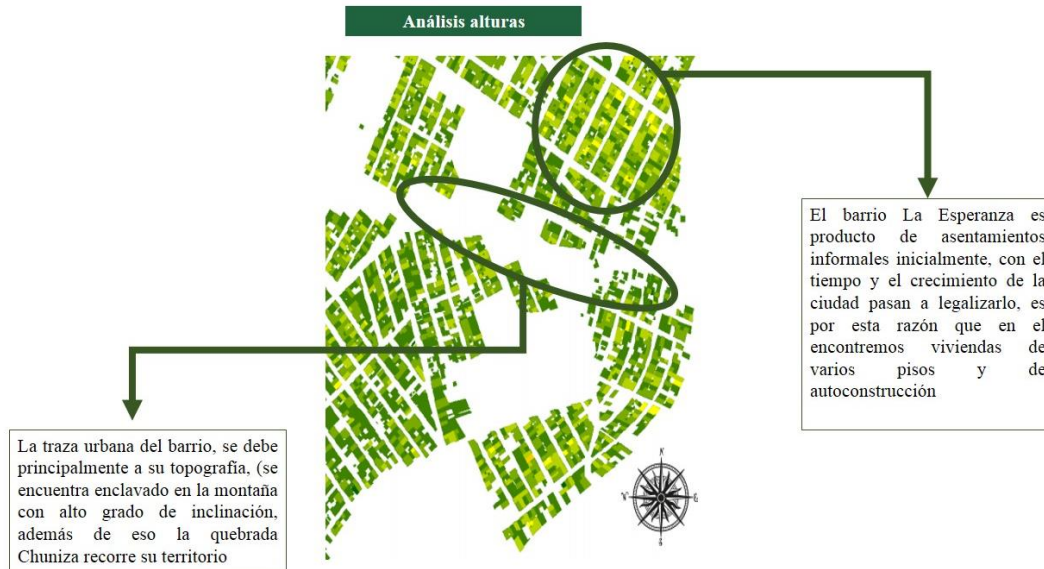 Análisis alturas
El barrio La Esperanza es
producto de asentamientos
informales inicialmente, con el
tiempo y el crecimiento de la
ciudad pasan a legalizarlo, es
por esta razón que en el
encontremos viviendas de
varios pisos y de
autoconstrucción
La traza urbana del barrio, se debe
principalmente a su topografía, (se
encuentra enclavado en la montaña
con alto grado de inclinación,
además de eso la quebrada
Chuniza recorre su territorio